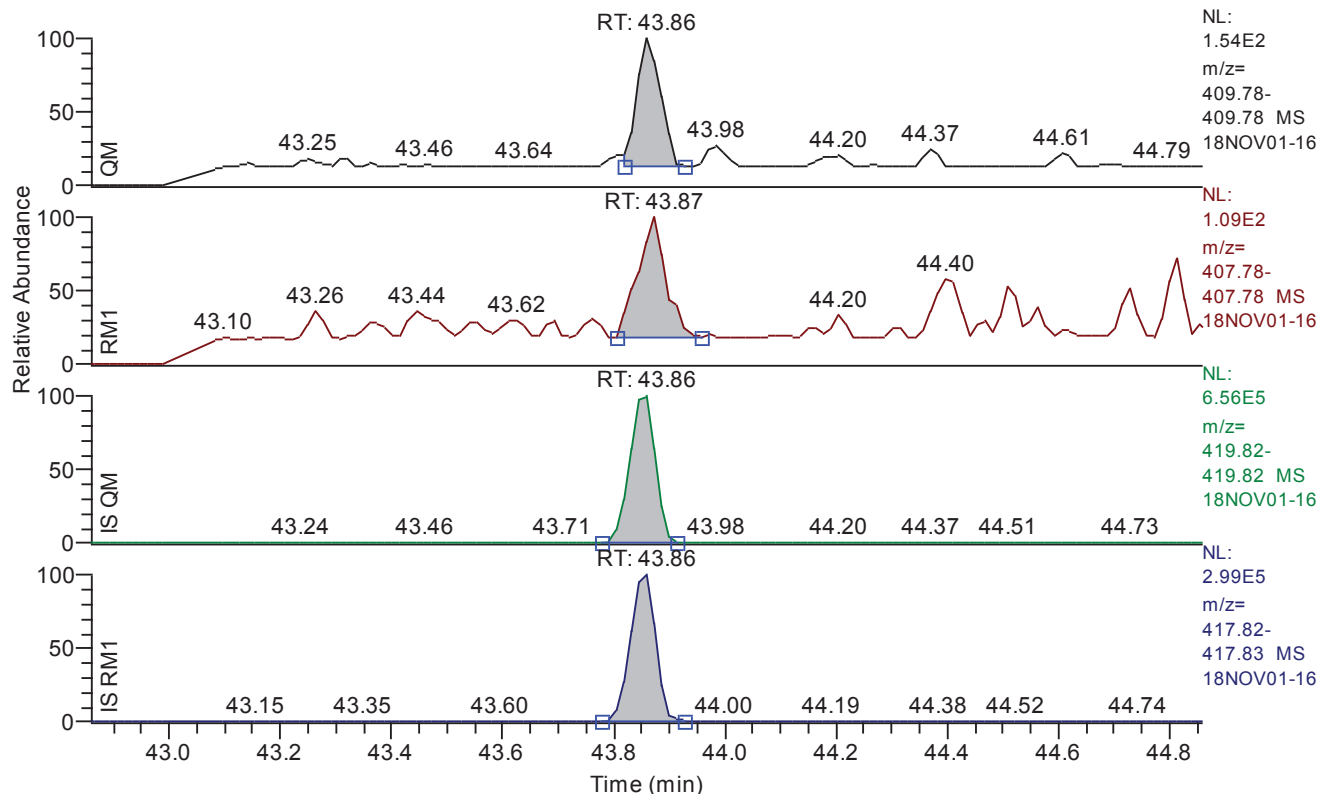 Relative Abundance
RT: 43.86
100
50
0
QM
43.25
43.46
43.64
43.98
44.20
44.37
44.61
44.79
NL:
1.54E2
m/z=
409.78-
409.78 MS
18NOV01-16
RT: 43.87
100
50
0
RM1
43.10
43.26
43.44
43.62
44.20
44.40
NL:
1.09E2
m/z=
407.78-
407.78 MS
18NOV01-16
RT: 43.86
100
50
0
IS QM
43.24
43.46
43.71
43.98
44.20
44.37
44.51
44.73
NL:
6.56E5
m/z=
419.82-
419.82 MS
18NOV01-16
RT: 43.86
100
50
0
IS RM1
43.15
43.35
43.60
44.00
44.19
44.38
44.52
44.74
NL:
2.99E5
m/z=
417.82-
417.83 MS
18NOV01-16
43.0 43.2 43.4 43.6 43.8 44.0 44.2 44.4 44.6 44.8
Time (min)